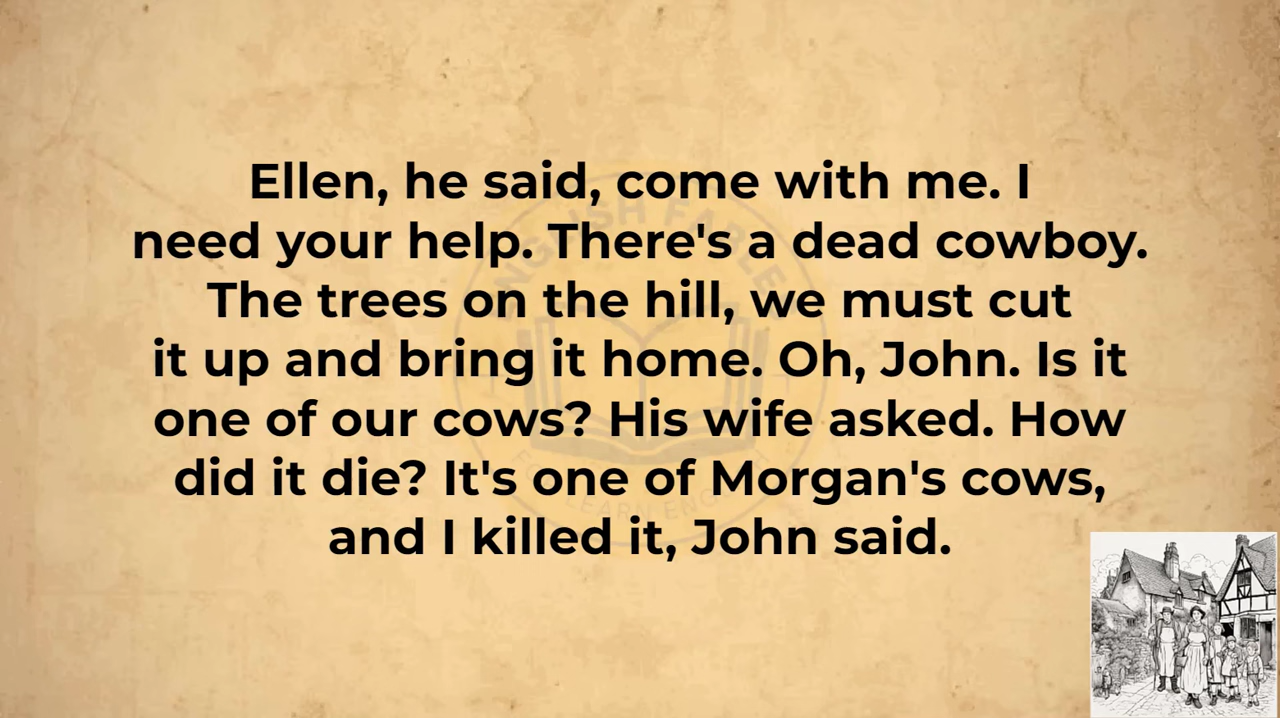 Ellen, he said, come with me. I
need your help. There's a dead cowboy.
The trees on the hill, we must cut
it up and bring it home. Oh, John. Is it
one of our cows? His wife asked. How
did it die? It's one of Morgan's cows,
and I killed it, John said.